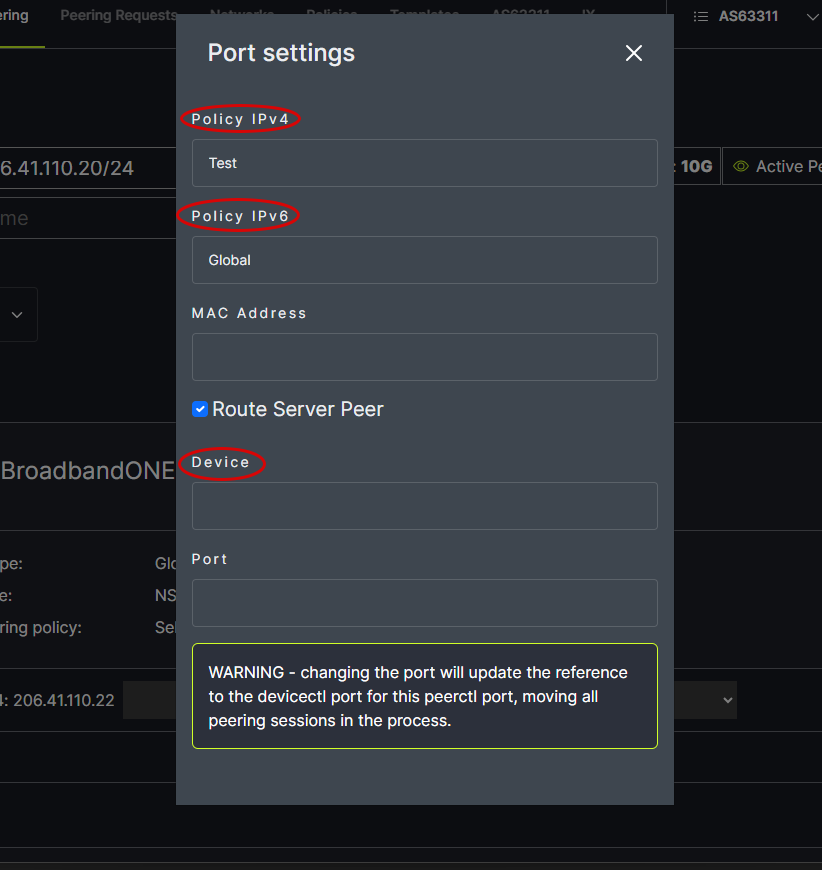 ering Peering Requests Networks Policies Templates AS63311 IX AS63311
Port settings
Policy IPv4
6.41.110.20/24
Test
: 10G
Active Pe
Policy IPv6
me
Global
MAC Address
Route Server Peer
BroadbandONE
Device
Port
pe: Glo
e: NS
ring policy: Sel
WARNING - changing the port will update the reference
to the devicectl port for this peerctl port, moving all
peering sessions in the process.
4: 206.41.110.22